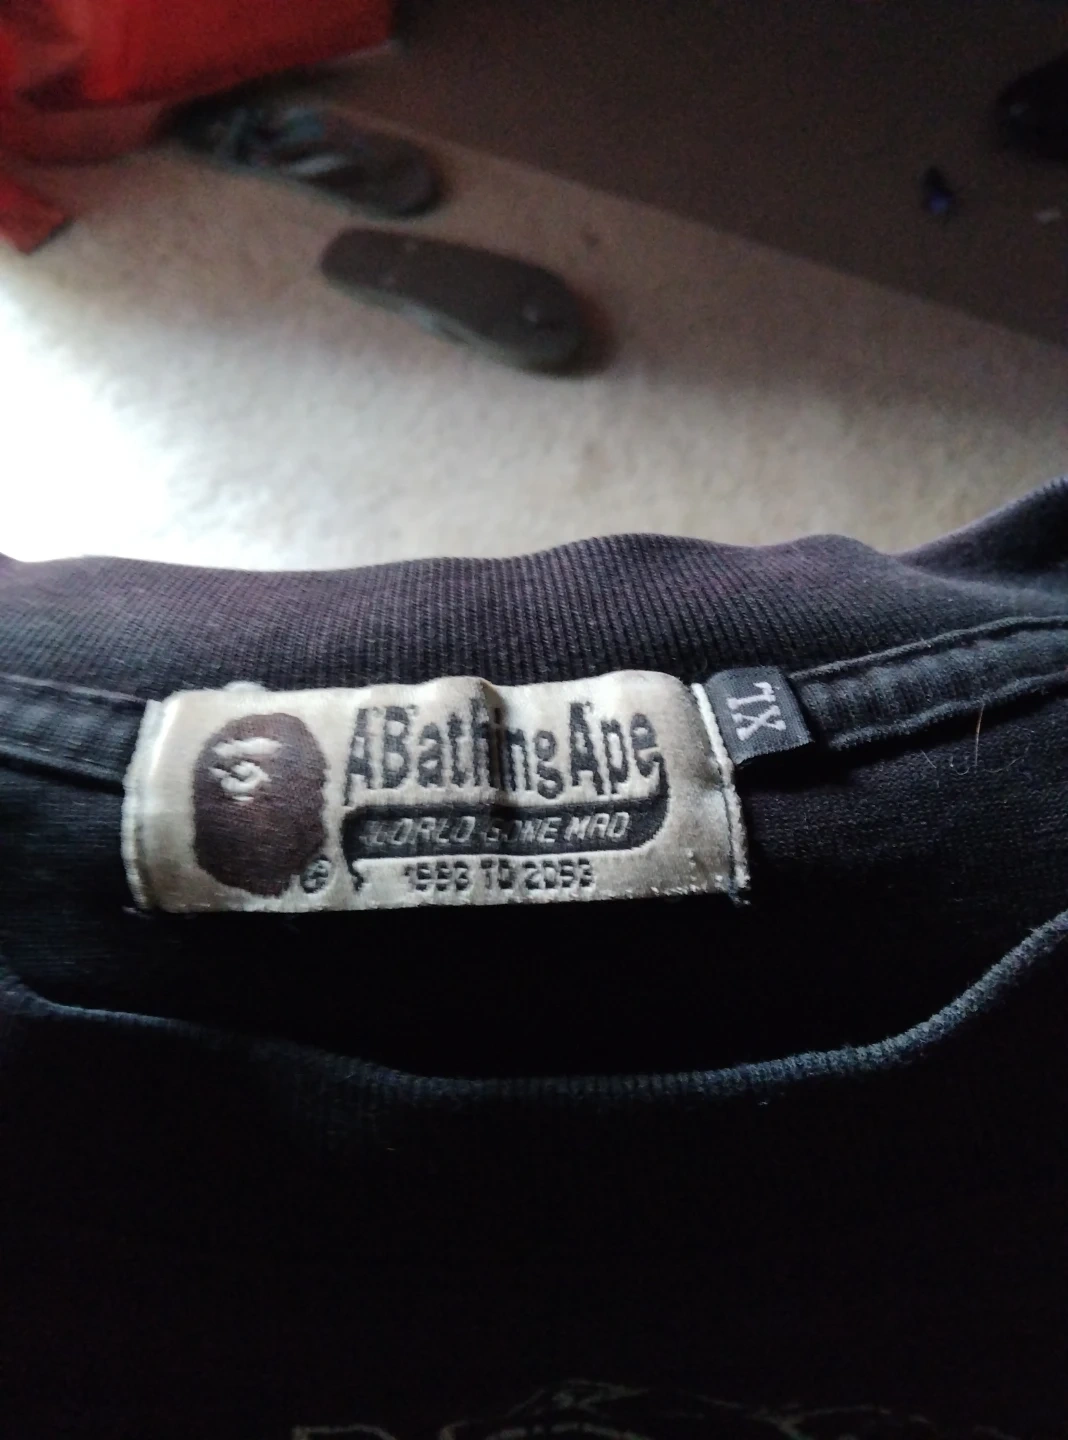 ABathingApe
WORLD GONE MAD
®
1993 TO 2093
XL